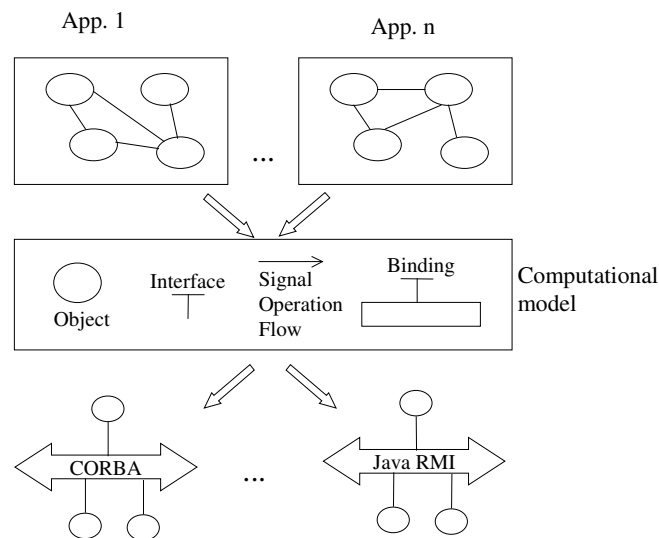 App. 1
App. n
...
Interface
Binding
Signal
Operation
Flow
Object
Computational
model
CORBA
...
Java RMI